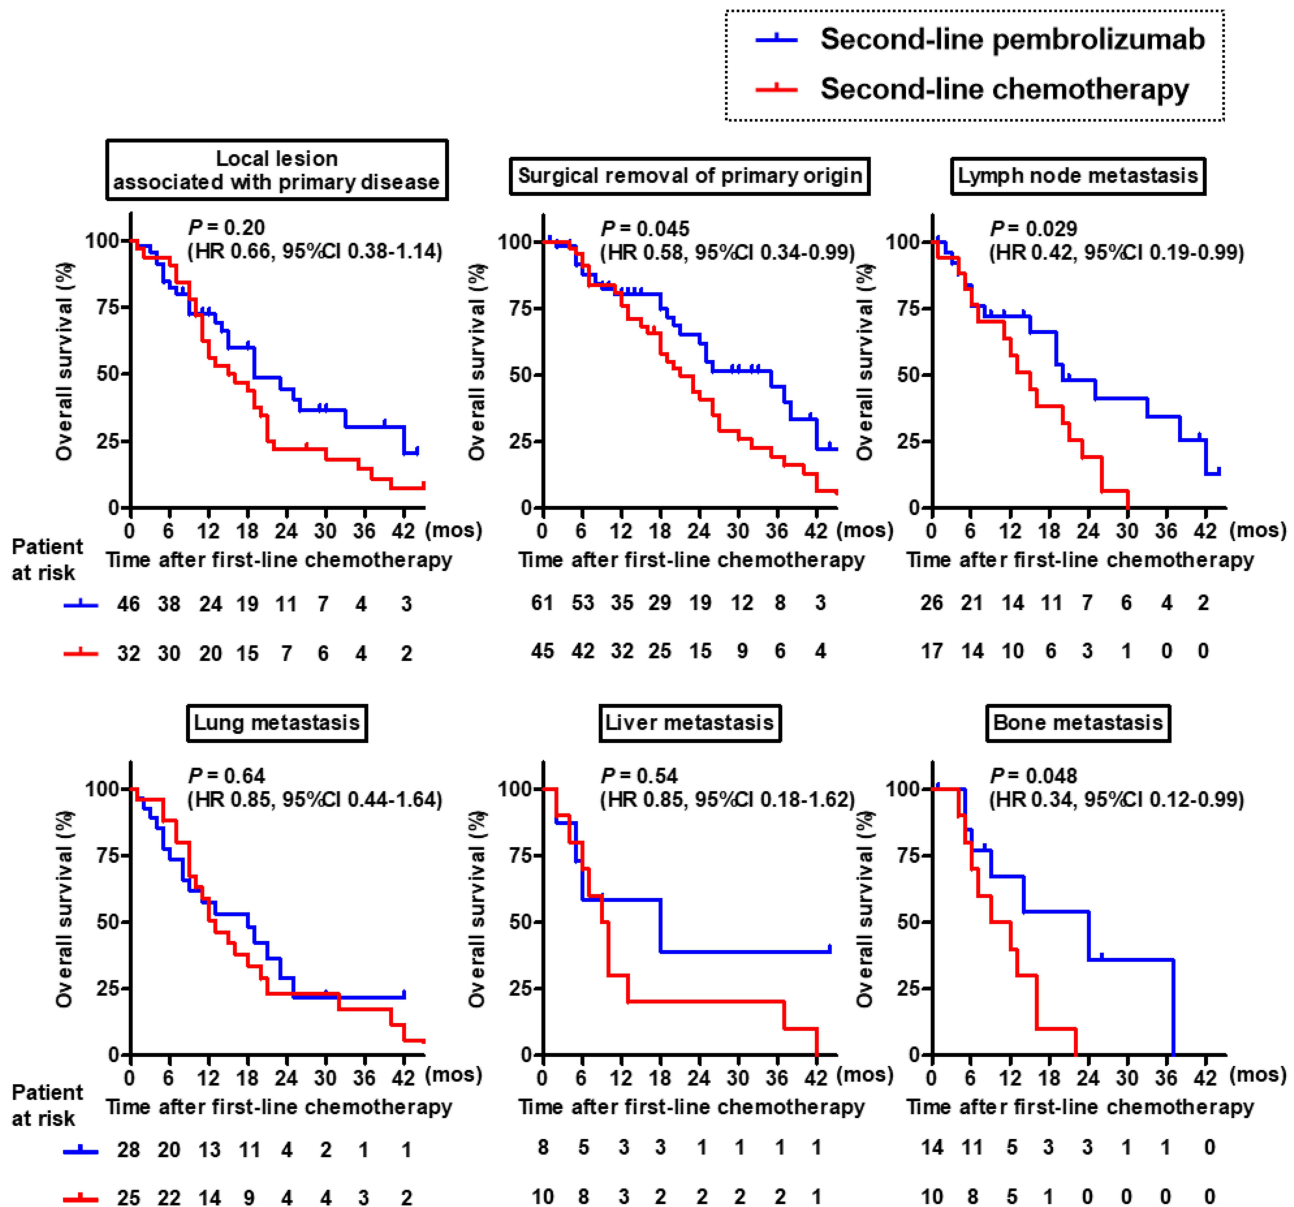 Second-line pembrolizumab
Second-line chemotherapy
Local lesion
associated with primary disease
P = 0.20
(HR 0.66, 95%CI 0.38-1.14)
Overall survival (%)
100
75
50
25
0
0 6 12 18 24 30 36 42 (mos)
Time after first-line chemotherapy
Patient
at risk
46 38 24 19 11 7 4 3
32 30 20 15 7 6 4 2
Surgical removal of primary origin
P = 0.045
(HR 0.58, 95%CI 0.34-0.99)
Overall survival (%)
100
75
50
25
0
0 6 12 18 24 30 36 42 (mos)
Time after first-line chemotherapy
61 53 35 29 19 12 8 3
45 42 32 25 15 9 6 4
Lymph node metastasis
P = 0.029
(HR 0.42, 95%CI 0.19-0.99)
Overall survival (%)
100
75
50
25
0
0 6 12 18 24 30 36 42 (mos)
Time after first-line chemotherapy
26 21 14 11 7 6 4 2
17 14 10 6 3 1 0 0
Lung metastasis
P = 0.64
(HR 0.85, 95%CI 0.44-1.64)
Overall survival (%)
100
75
50
25
0
0 6 12 18 24 30 36 42 (mos)
Time after first-line chemotherapy
Patient
at risk
28 20 13 11 4 2 1 1
25 22 14 9 4 4 3 2
Liver metastasis
P = 0.54
(HR 0.85, 95%CI 0.18-1.62)
Overall survival (%)
100
75
50
25
0
0 6 12 18 24 30 36 42 (mos)
Time after first-line chemotherapy
8 5 3 3 1 1 1 1
10 8 3 2 2 2 2 1
Bone metastasis
P = 0.048
(HR 0.34, 95%CI 0.12-0.99)
Overall survival (%)
100
75
50
25
0
0 6 12 18 24 30 36 42 (mos)
Time after first-line chemotherapy
14 11 5 3 3 1 1 0
10 8 5 1 0 0 0 0